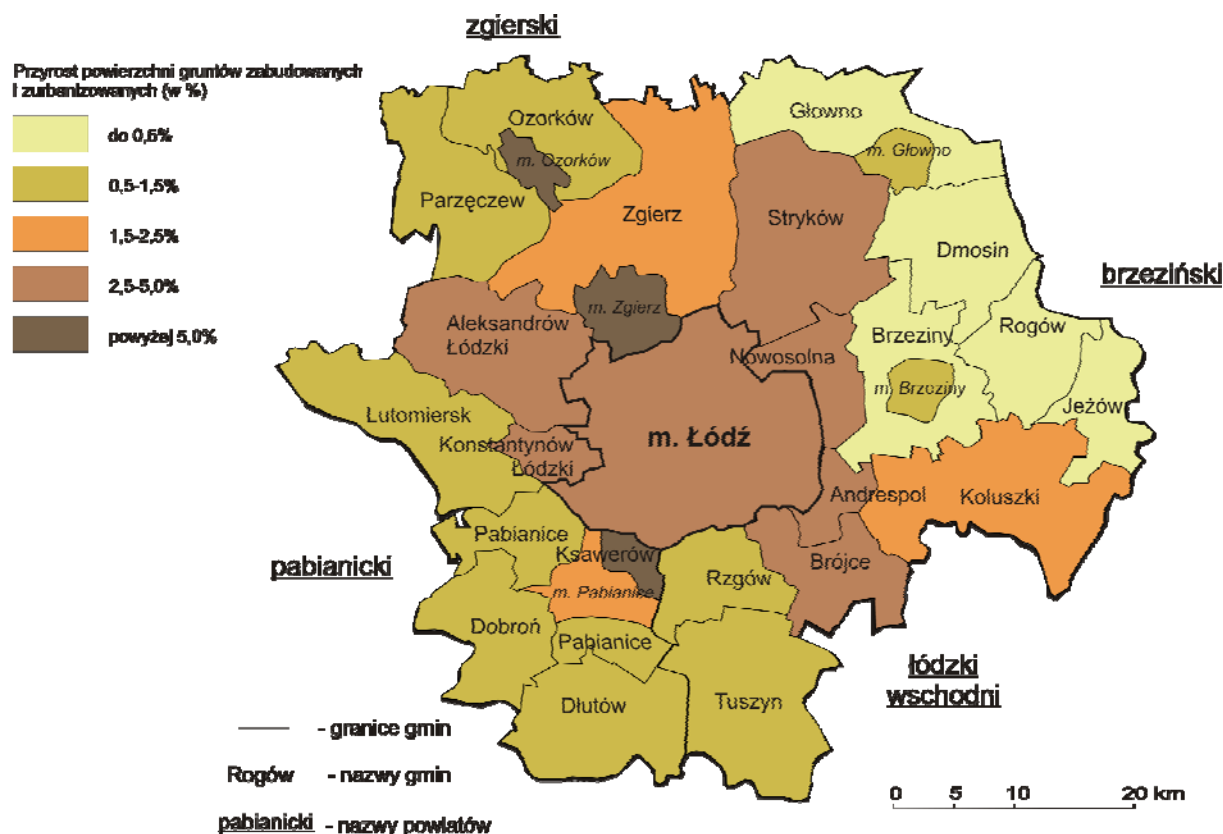 zgierski
Przyrost powierzchni gruntów zabudowanych
i zurbanizowanych (w %)
do 0,5%
0,5-1,5%
1,5-2,5%
2,5-5,0%
powyżej 5,0%
Głowno
Ozorków
m. Ozorków
m. Głowno
Parzęczew
Zgierz
Stryków
Dmosin
brzeziński
m. Zgierz
Aleksandrów
Łódzki
Brzeziny
Rogów
Nowosolna
m. Brzeziny
Jeżów
Lutomiersk
Konstantynów
Łódzki
m. Łódź
Andrespol
Koluszki
Pabianice
Ksawerów
pabianicki
m. Pabianice
Rzgów
Brójce
Dobroń
Pabianice
łódzki
wschodni
Dłutów
Tuszyn
- granice gmin
Rogów - nazwy gmin
pabianicki - nazwy powiatów
0 5 10 20 km